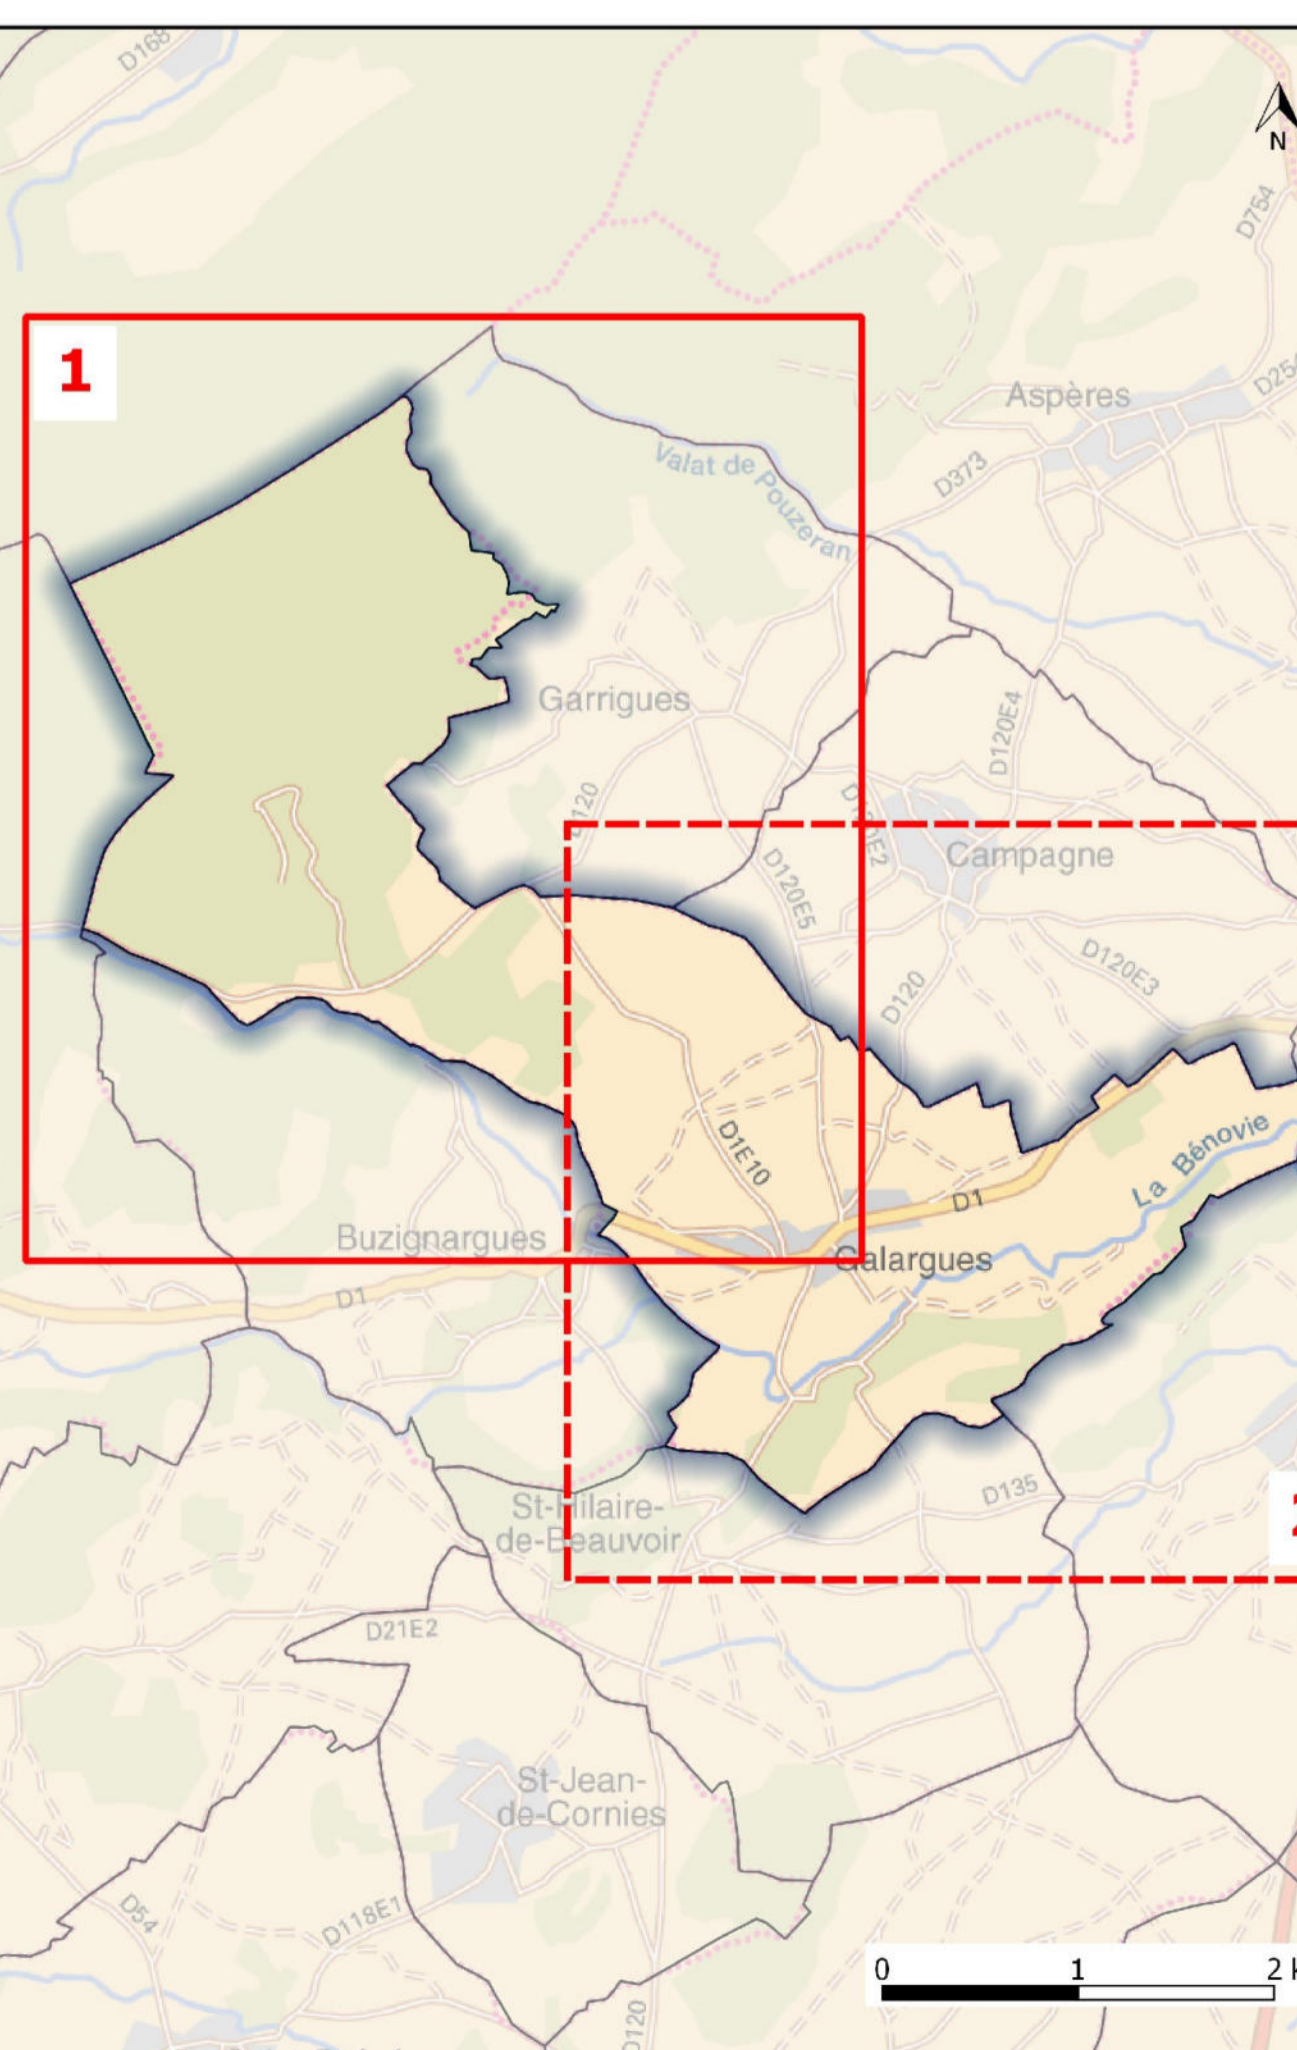 D168
N
D754
1
Aspères
D254
Valat de Pouzeran
D373
Garrigues
D120E4
D120
D120E2
Campagne
D120E5
D120E3
D120
D1E10
La Bénovie
D1
Buzignargues
Galargues
D1
D135
St-Hilaire-
de-Beauvoir
2
D21E2
St-Jean-
de-Cornies
D54
D118E1
0 1 2 k
D120